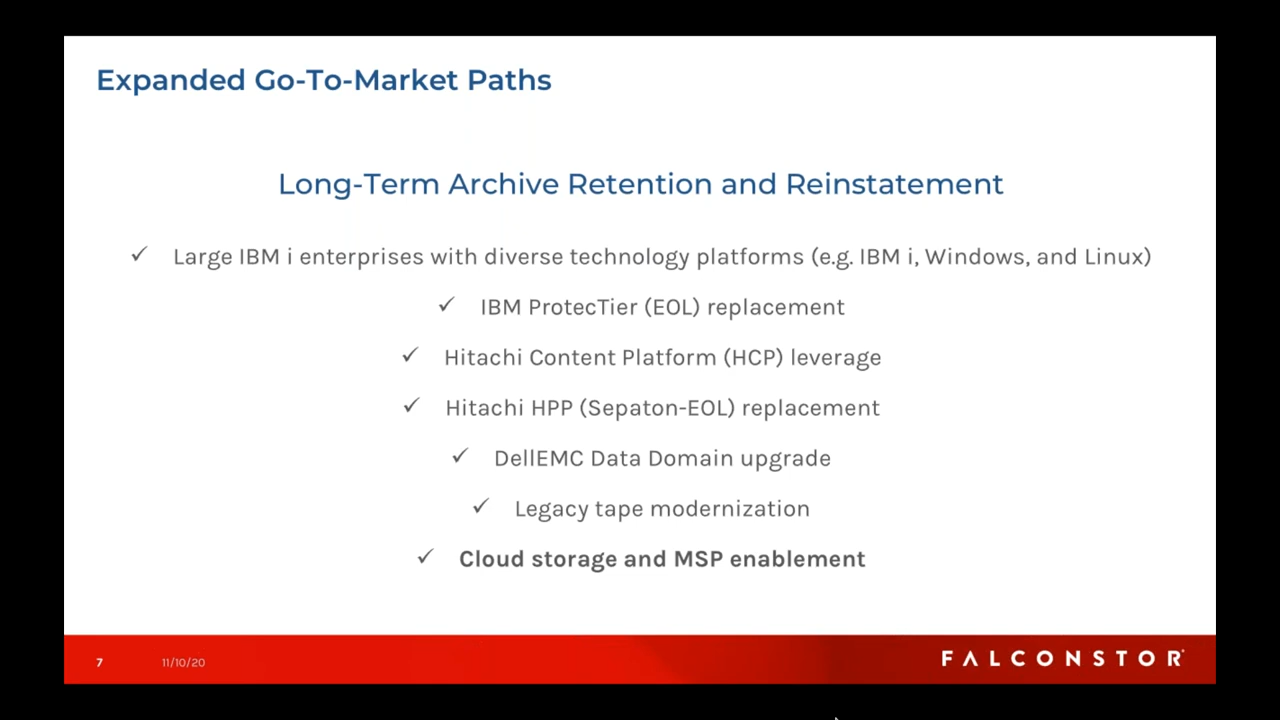 Expanded Go-To-Market Paths
Long-Term Archive Retention and Reinstatement
✓ Large IBM i enterprises with diverse technology platforms (e.g. IBM i, Windows, and Linux)
✓ IBM ProtecTier (EOL) replacement
✓ Hitachi Content Platform (HCP) leverage
✓ Hitachi HPP (Sepaton-EOL) replacement
✓ DellEMC Data Domain upgrade
✓ Legacy tape modernization
✓ Cloud storage and MSP enablement
7 11/10/20 FALCONSTOR